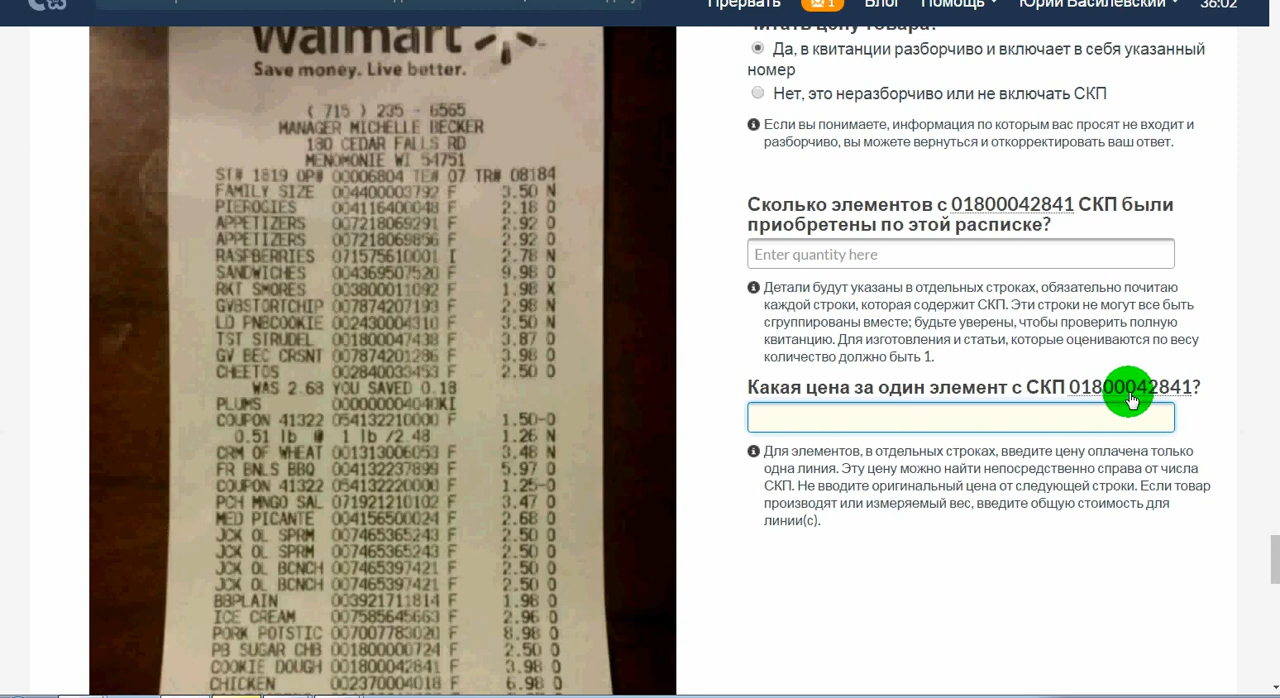 Прервать 1 Блог Помощь Юрий Василевский 36:02
Walmart
Save money. Live better.
( 715 ) 235 - 6565
MANAGER MICHELLE BECKER
180 CEDAR FALLS RD
MENOMONIE WI 54751
ST# 1819 OP# 00006804 TE# 07 TR# 08184
FAMILY SIZE 004400003792 F 3.50 N
PIEROGIES 004116400048 F 2.18 O
APPETIZERS 007218069291 F 2.92 O
APPETIZERS 007218069856 F 2.92 O
RASPBERRIES 071575610001 I 2.78 N
SANDWICHES 004369507520 F 9.98 O
RKT SMORES 003800011092 F 1.98 X
GVBSTORTCHIP 007874207193 F 2.98 N
LD FNBCOOKIE 002430004310 F 3.50 N
TST STRUDEL 001800047438 F 3.87 O
GV BEC CRSNT 007874201286 F 3.98 O
CHEETOS 002840033453 F 2.50 O
WAS 2.68 YOU SAVED 0.18
PLUMS 000000004040KI
COUPON 41322 054132210000 F 1.50-O
0.51 lb @ 1 lb /2.48 1.26 N
CRM OF WHEAT 001313006053 F 3.48 N
FR BNLS BBQ 004132237899 F 5.97 O
COUPON 41322 054132220000 F 1.25-O
PCH MNGO SAL 071921210102 F 3.47 O
MED PICANTE 004156500024 F 2.68 O
JCK OL SPRM 007465365243 F 2.50 O
JCK OL SPRM 007465365243 F 2.50 O
JCK OL BCNCH 007465397421 F 2.50 O
JCK OL BCNCH 007465397421 F 2.50 O
BBPLAIN 003921711814 F 1.98 O
ICE CREAM 007585645663 F 2.96 O
PORK POTSTIC 007007783020 F 8.98 O
PB SUGAR CHB 001800000724 F 2.50 O
COOKIE DOUGH 001800042841 F 3.98 O
CHICKEN 002370004018 F 6.98 O
читать цену товара?
Да, в квитанции разборчиво и включает в себя указанный
номер
Нет, это неразборчиво или не включать СКП
Если вы понимаете, информация по которым вас просят не входит и
разборчиво, вы можете вернуться и откорректировать ваш ответ.
Сколько элементов с 01800042841 СКП были
приобретены по этой расписке?
Enter quantity here
Детали будут указаны в отдельных строках, обязательно почитаю
каждой строки, которая содержит СКП. Эти строки не могут все быть
сгруппированы вместе; будьте уверены, чтобы проверить полную
квитанцию. Для изготовления и статьи, которые оцениваются по весу
количество должно быть 1.
Какая цена за один элемент с СКП 01800042841?
Для элементов, в отдельных строках, введите цену оплачена только
одна линия. Эту цену можно найти непосредственно справа от числа
СКП. Не вводите оригинальный цена от следующей строки. Если товар
производят или измеряемый вес, введите общую стоимость для
линии(с).